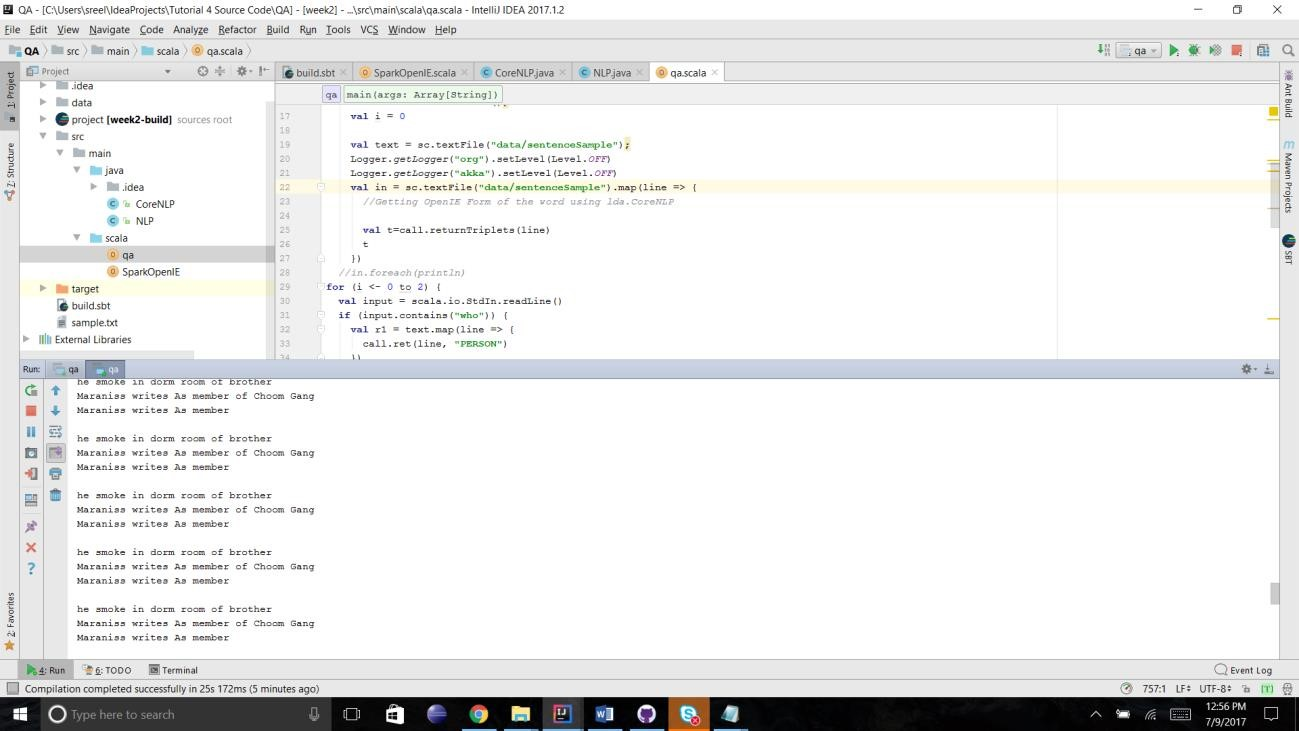 QA - [C:\Users\sreel\IdeaProjects\Tutorial 4 Source Code\QA] - [week2] - ...\src\main\scala\qa.scala - IntelliJ IDEA 2017.1.2
File Edit View Navigate Code Analyze Refactor Build Run Tools VCS Window Help
QA src main scala qa.scala
qa
Project
build.sbt SparkOpenIE.scala CoreNLP.java NLP.java qa.scala
qa main(args: Array[String])
1: Project
7: Structure
2: Favorites
.idea
data
project [week2-build] sources root
src
main
java
.idea
CoreNLP
NLP
scala
qa
SparkOpenIE
target
build.sbt
sample.txt
External Libraries
17 val i = 0
18
19 val text = sc.textFile("data/sentenceSample");
20 Logger.getLogger("org").setLevel(Level.OFF)
21 Logger.getLogger("akka").setLevel(Level.OFF)
22 val in = sc.textFile("data/sentenceSample").map(line => {
23 //Getting OpenIE Form of the word using lda.CoreNLP
24
25 val t=call.returnTriplets(line)
26 t
27 })
28 //in.foreach(println)
29 for (i <- 0 to 2) {
30 val input = scala.io.StdIn.readLine()
31 if (input.contains("who")) {
32 val r1 = text.map(line => {
33 call.ret(line, "PERSON")
34 })
Ant Build
Maven Projects
SBT
Run: qa qa
he smoke in dorm room of brother
Maraniss writes As member of Choom Gang
Maraniss writes As member
he smoke in dorm room of brother
Maraniss writes As member of Choom Gang
Maraniss writes As member
he smoke in dorm room of brother
Maraniss writes As member of Choom Gang
Maraniss writes As member
he smoke in dorm room of brother
Maraniss writes As member of Choom Gang
Maraniss writes As member
he smoke in dorm room of brother
Maraniss writes As member of Choom Gang
Maraniss writes As member
4: Run 6: TODO Terminal Event Log
Compilation completed successfully in 25s 172ms (5 minutes ago) 757:1 LF UTF-8
Type here to search
12:56 PM
7/9/2017